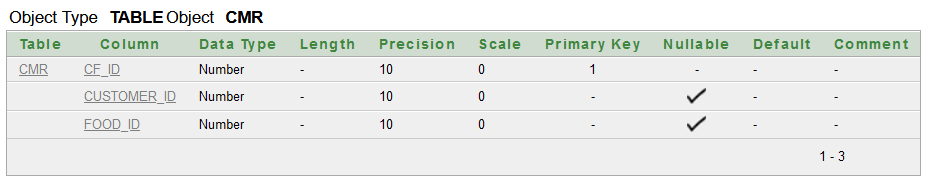 Object Type TABLE Object CMR
Table Column Data Type Length Precision Scale Primary Key Nullable Default Comment
CMR CF_ID Number - 10 0 1 - - -
CUSTOMER_ID Number - 10 0 - ✓ - -
FOOD_ID Number - 10 0 - ✓ - -
1 - 3